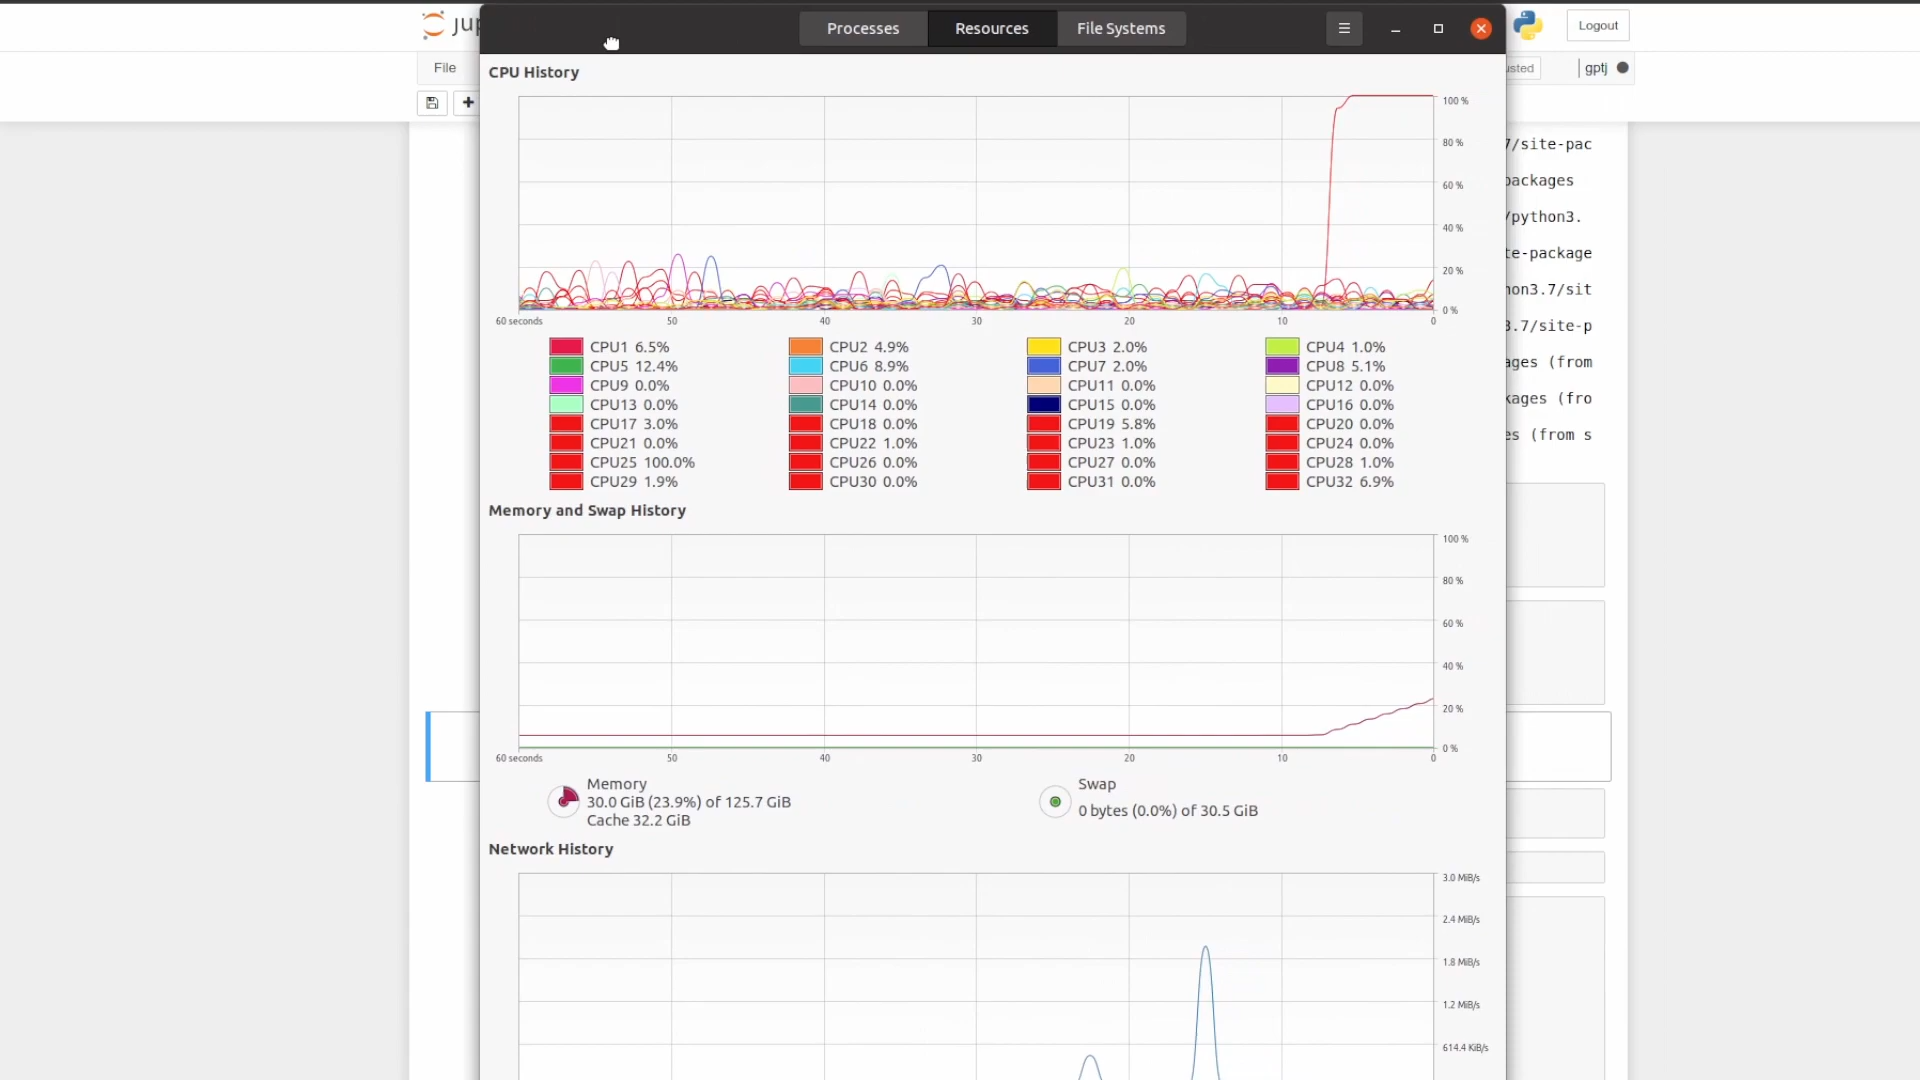 jup
Processes
Resources
File Systems
Logout
File
usted
gptj
CPU History
100 %
80 %
60 %
40 %
20 %
0 %
60 seconds 50 40 30 20 10 0
CPU1 6.5% CPU2 4.9% CPU3 2.0% CPU4 1.0%
CPU5 12.4% CPU6 8.9% CPU7 2.0% CPU8 5.1%
CPU9 0.0% CPU10 0.0% CPU11 0.0% CPU12 0.0%
CPU13 0.0% CPU14 0.0% CPU15 0.0% CPU16 0.0%
CPU17 3.0% CPU18 0.0% CPU19 5.8% CPU20 0.0%
CPU21 0.0% CPU22 1.0% CPU23 1.0% CPU24 0.0%
CPU25 100.0% CPU26 0.0% CPU27 0.0% CPU28 1.0%
CPU29 1.9% CPU30 0.0% CPU31 0.0% CPU32 6.9%
7/site-pac
packages
/python3.
te-package
hon3.7/sit
3.7/site-p
ages (from
kages (fro
es (from s
Memory and Swap History
100 %
80 %
60 %
40 %
20 %
0 %
60 seconds 50 40 30 20 10 0
Memory
30.0 GiB (23.9%) of 125.7 GiB
Cache 32.2 GiB
Swap
0 bytes (0.0%) of 30.5 GiB
Network History
3.0 MiB/s
2.4 MiB/s
1.8 MiB/s
1.2 MiB/s
614.4 KiB/s